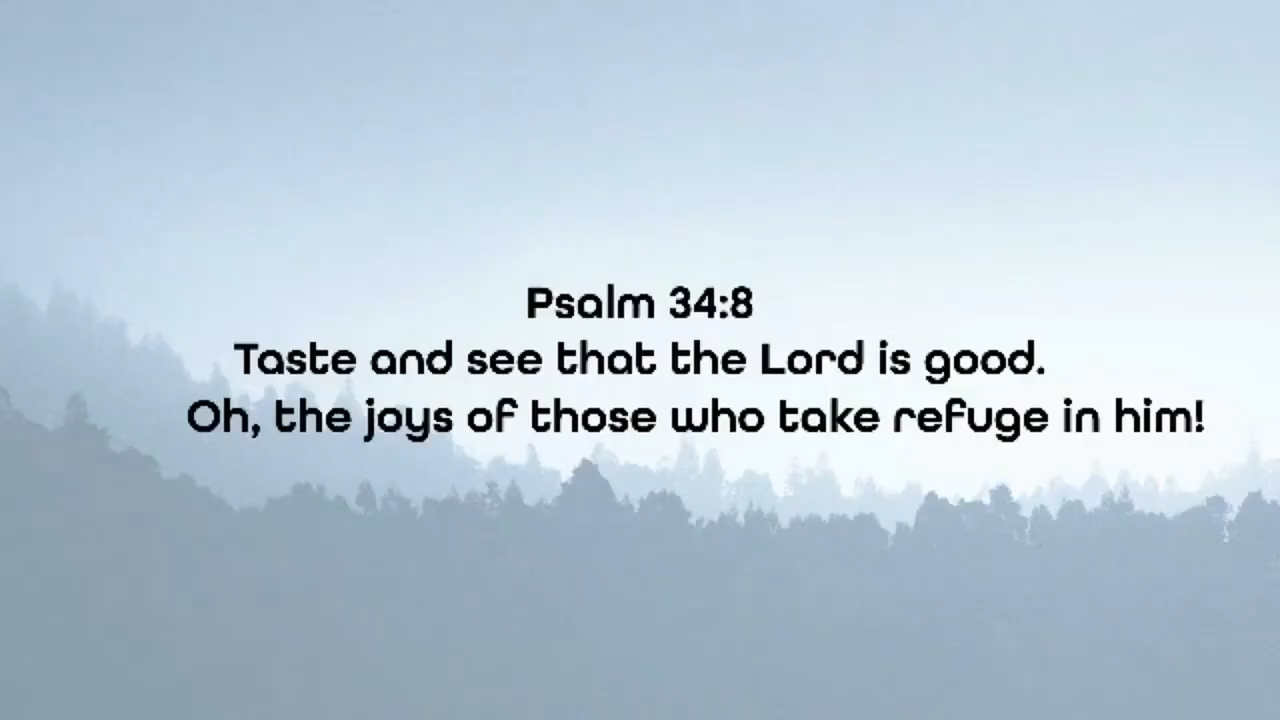 Psalm 34:8
Taste and see that the Lord is good.
Oh, the joys of those who take refuge in him!